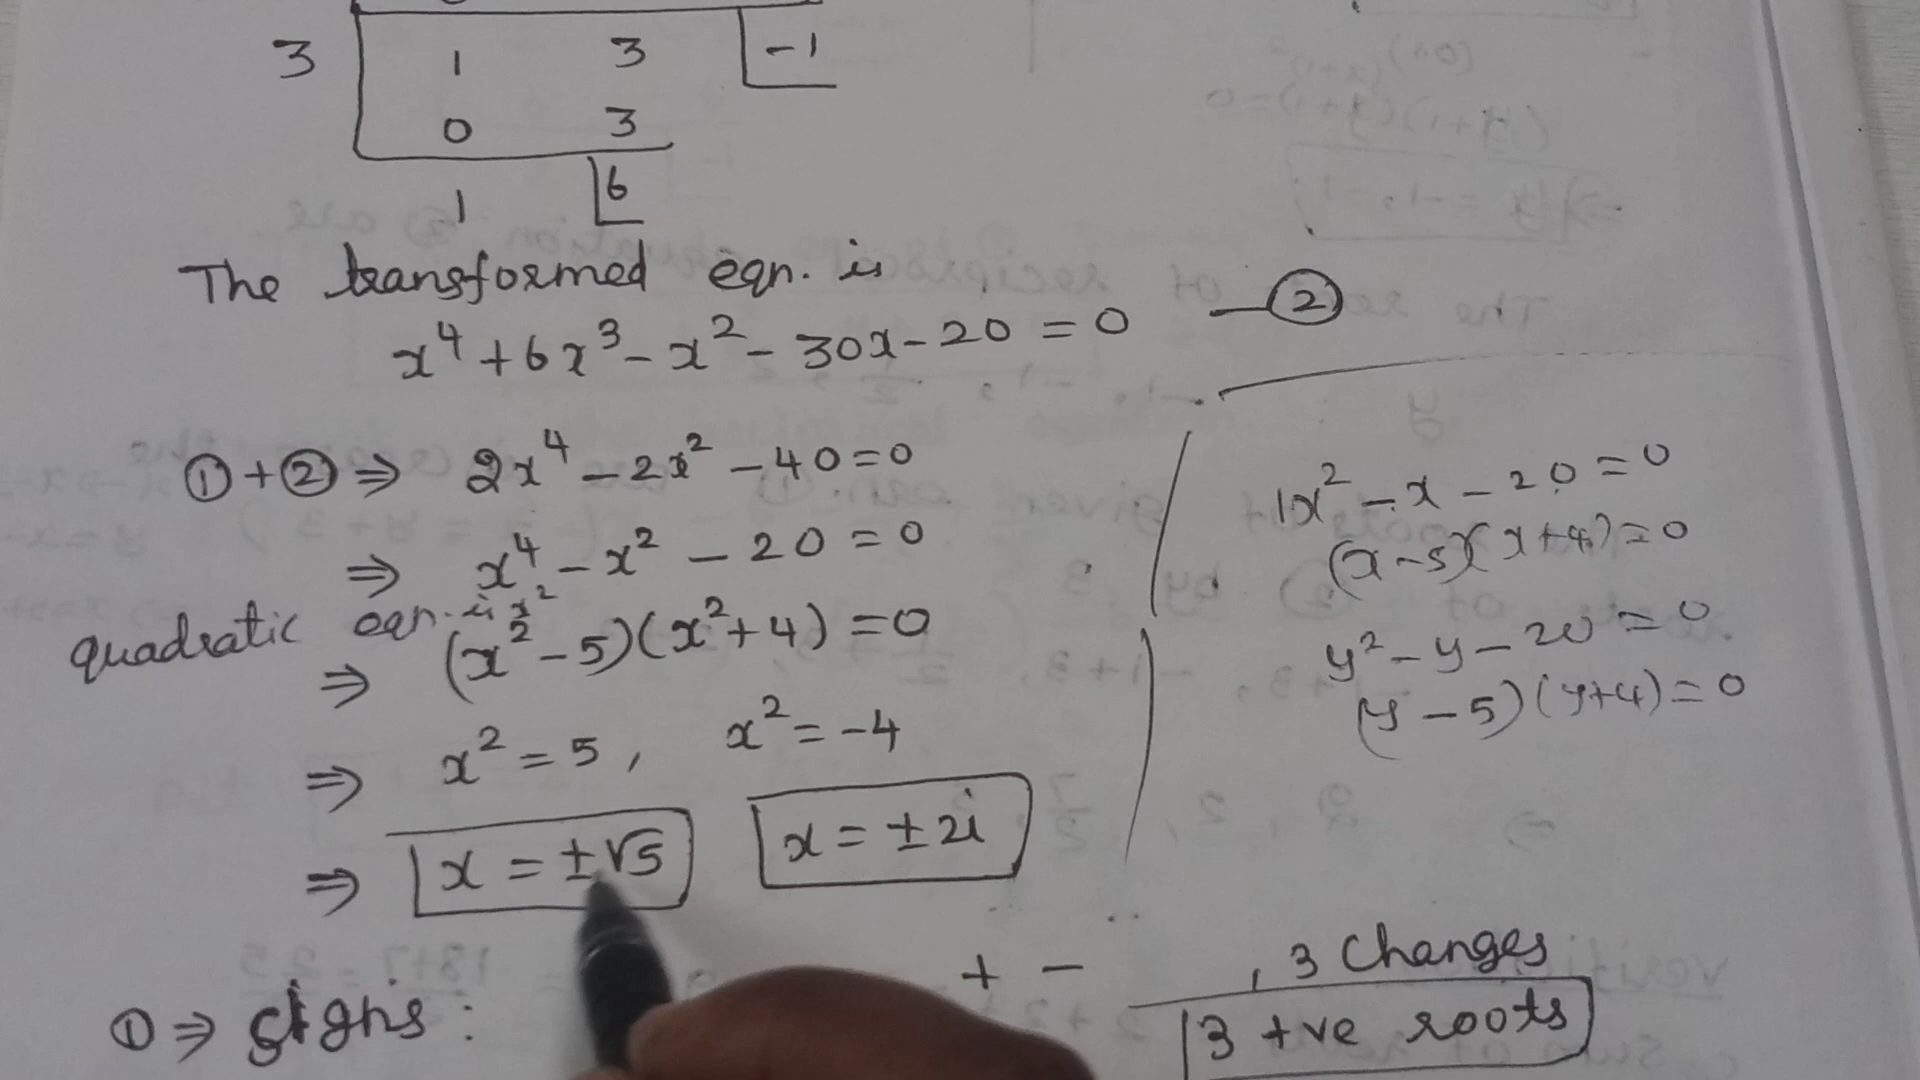 3 | 1 3 |-1
0 3
1 |6
The transformed eqn. is
x⁴+6x³-x²-30x-20=0 —②
①+②⇒ 2x⁴-2x²-40=0
⇒ x⁴-x²-20=0
quadratic eqn. is x²
⇒ (x²-5)(x²+4)=0
⇒ x²=5, x²=-4
⇒ x=±√5 x=±2i
1x²-x-20=0
(x-5)(x+4)=0
y²-y-20=0
(y-5)(y+4)=0
①⇒ signs: + - , 3 changes
3 +ve roots